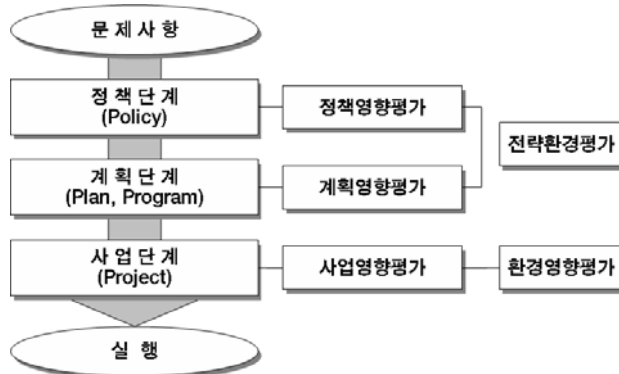 문제사항
정책단계
(Policy)
정책영향평가
전략환경평가
계획단계
(Plan, Program)
계획영향평가
사업단계
(Project)
사업영향평가
환경영향평가
실 행